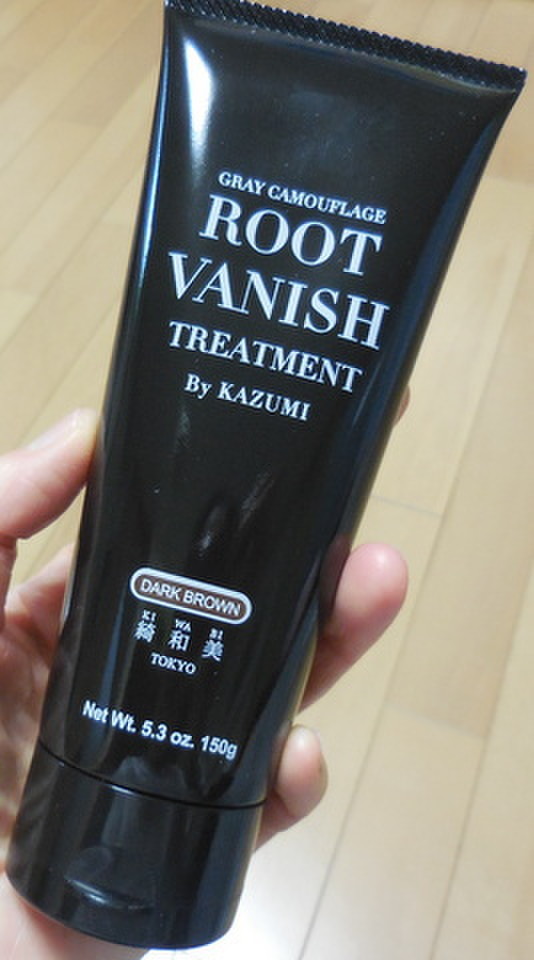 GRAY CAMOUFLAGE
ROOT
VANISH
TREATMENT
By KAZUMI
DARK BROWN
KI WA BI
綺和美
TOKYO
Net Wt. 5.3 oz. 150g